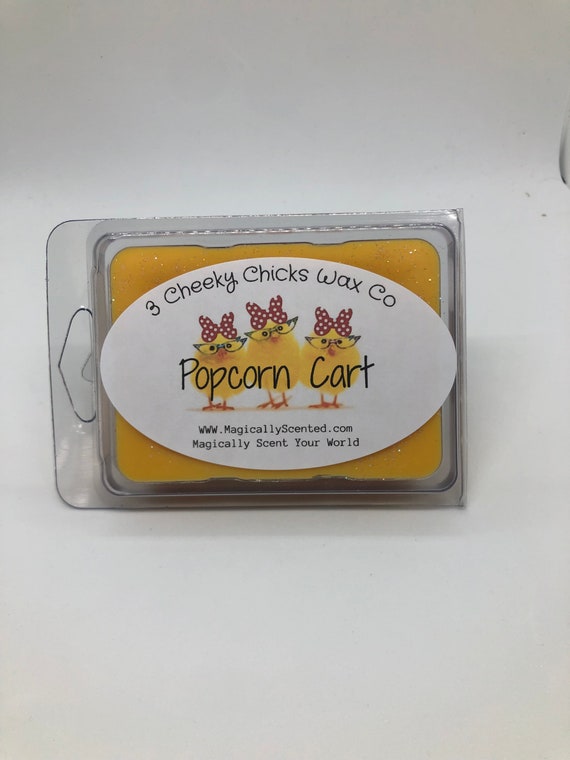 3 Cheeky Chicks Wax Co
Popcorn Cart
WWW.MagicallyScented.com
Magically Scent Your World